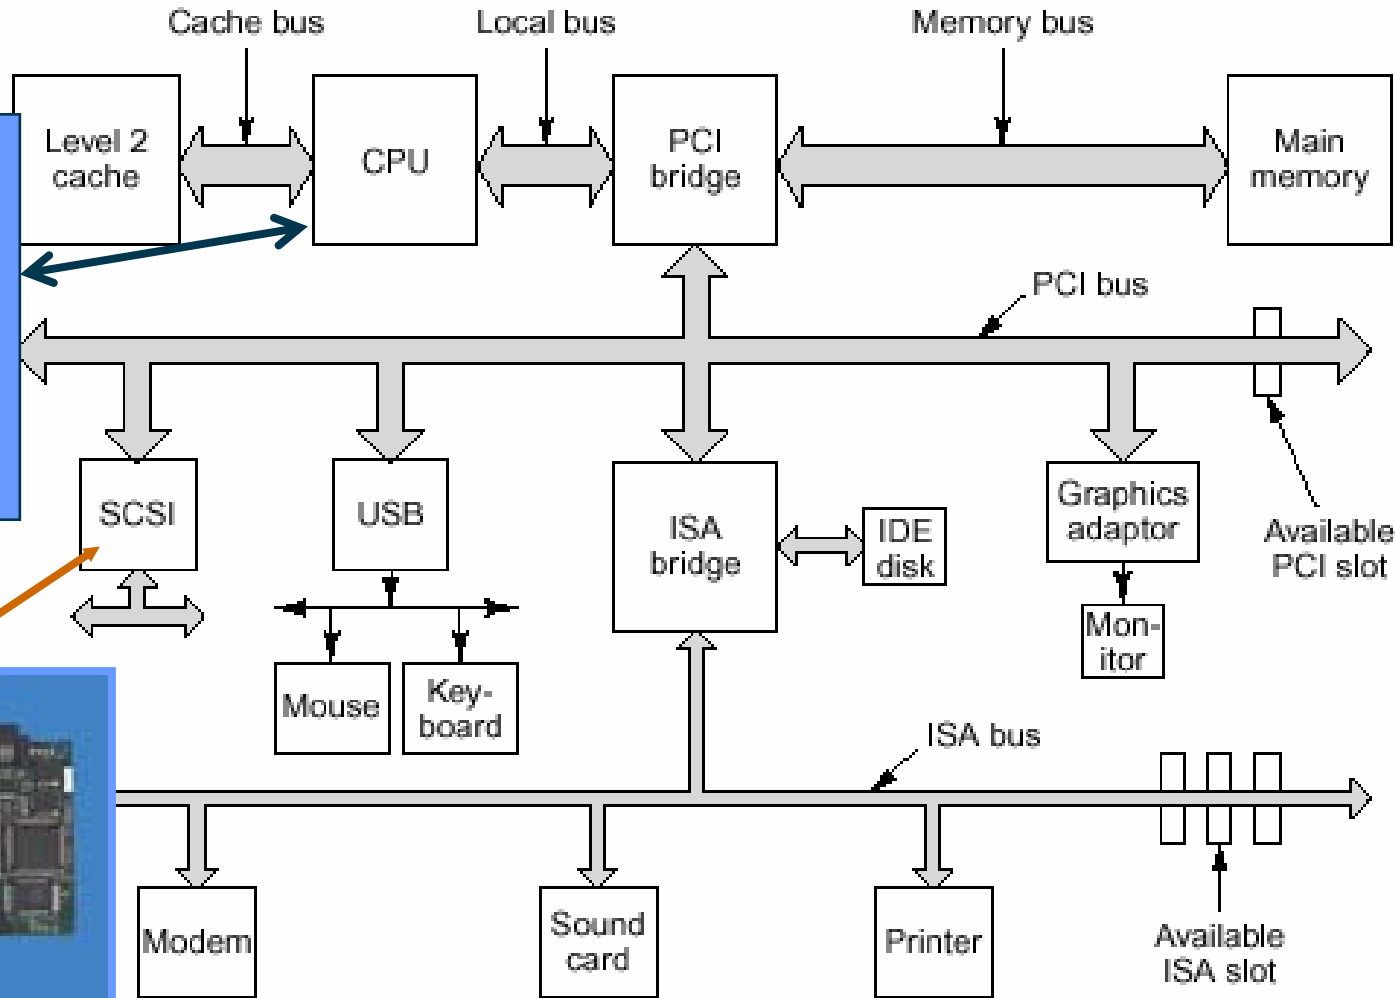 Cache bus
Local bus
Memory bus
Level 2
cache
CPU
PCI
bridge
Main
memory
PCI bus
SCSI
USB
ISA
bridge
IDE
disk
Graphics
adaptor
Available
PCI slot
Mon-
itor
Mouse
Key-
board
ISA bus
Modem
Sound
card
Printer
Available
ISA slot